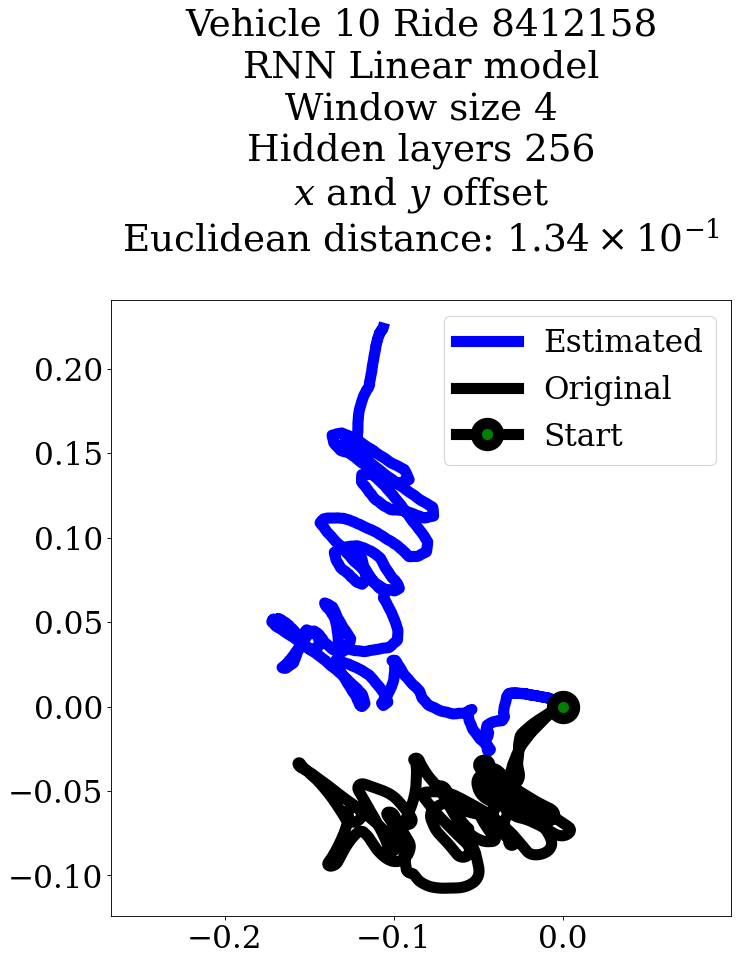 Vehicle 10 Ride 8412158
RNN Linear model
Window size 4
Hidden layers 256
x and y offset
Euclidean distance: 1.34 × 10⁻¹
Estimated
Original
Start
0.20
0.15
0.10
0.05
0.00
−0.05
−0.10
−0.2 −0.1 0.0